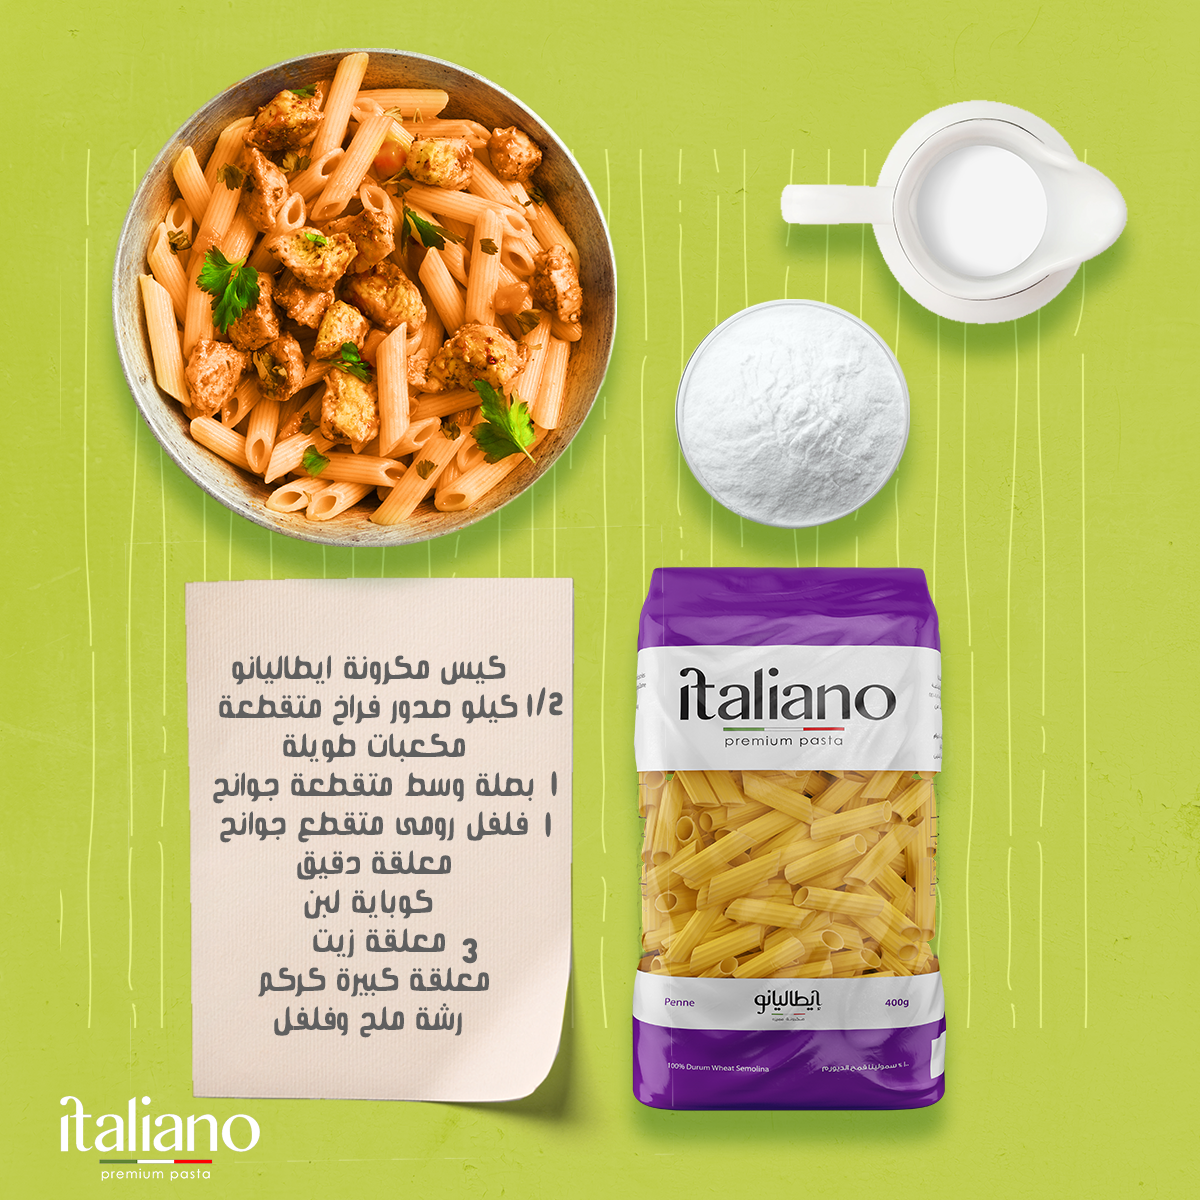 كيس مكرونة ايطاليانو
1/2 كيلو صدور فراخ متقطعة
مكعبات طويلة
1 بصلة وسط متقطعة جوانح
1 فلفل رومى متقطع جوانح
معلقة دقيق
كوباية لبن
3 معلقة زيت
معلقة كبيرة كركم
رشة ملح وفلفل
italiano
premium pasta
Penne
إيطاليانو
400g
100% Durum Wheat Semolina
italiano
premium pasta